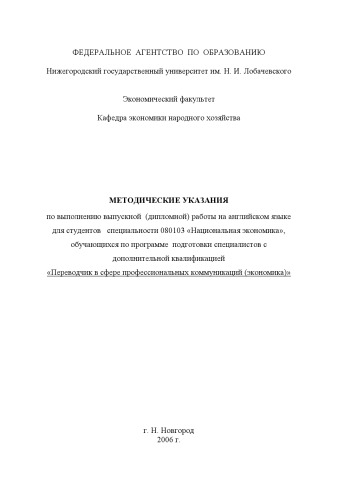 ФЕДЕРАЛЬНОЕ АГЕНТСТВО ПО ОБРАЗОВАНИЮ
Нижегородский государственный университет им. Н. И. Лобачевского
Экономический факультет
Кафедра экономики народного хозяйства
МЕТОДИЧЕСКИЕ УКАЗАНИЯ
по выполнению выпускной (дипломной) работы на английском языке
для студентов специальности 080103 «Национальная экономика»,
обучающихся по программе подготовки специалистов с
дополнительной квалификацией
«Переводчик в сфере профессиональных коммуникаций (экономика)»
г. Н. Новгород
2006 г.